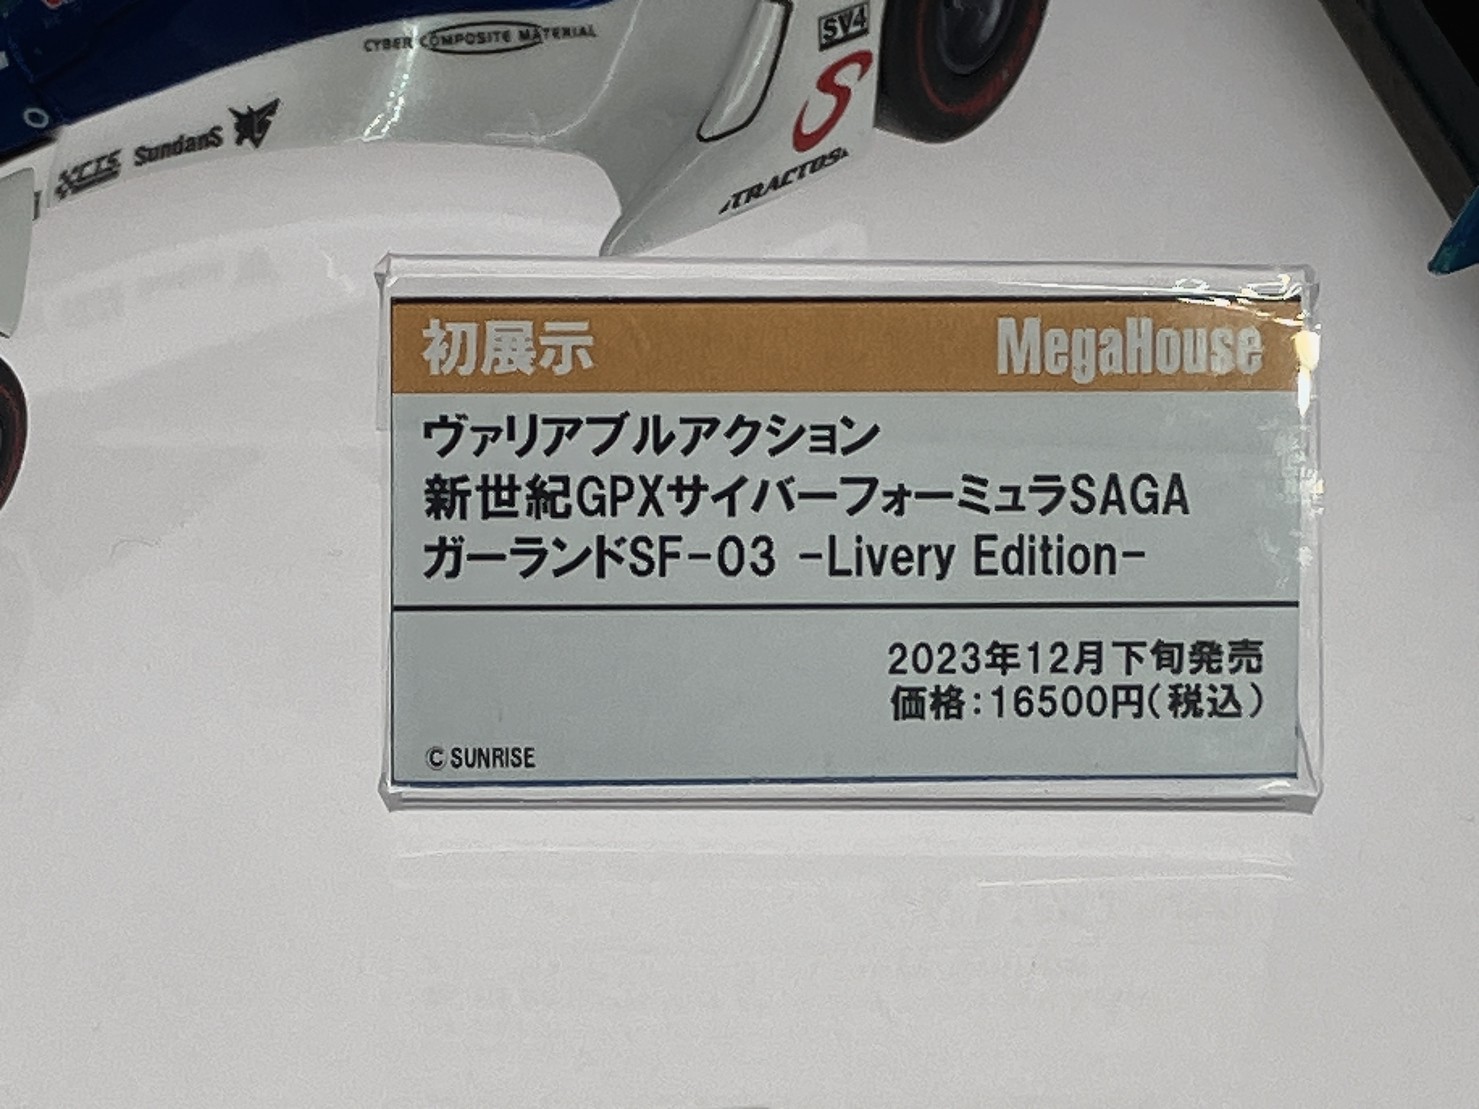 CYBER COMPOSITE MATERIAL
SV4
S
SundanS
TRACTOS
初展示
MegaHouse
ヴァリアブルアクション
新世紀GPXサイバーフォーミュラSAGA
ガーランドSF-03 -Livery Edition-
2023年12月下旬発売
価格:16500円(税込)
© SUNRISE